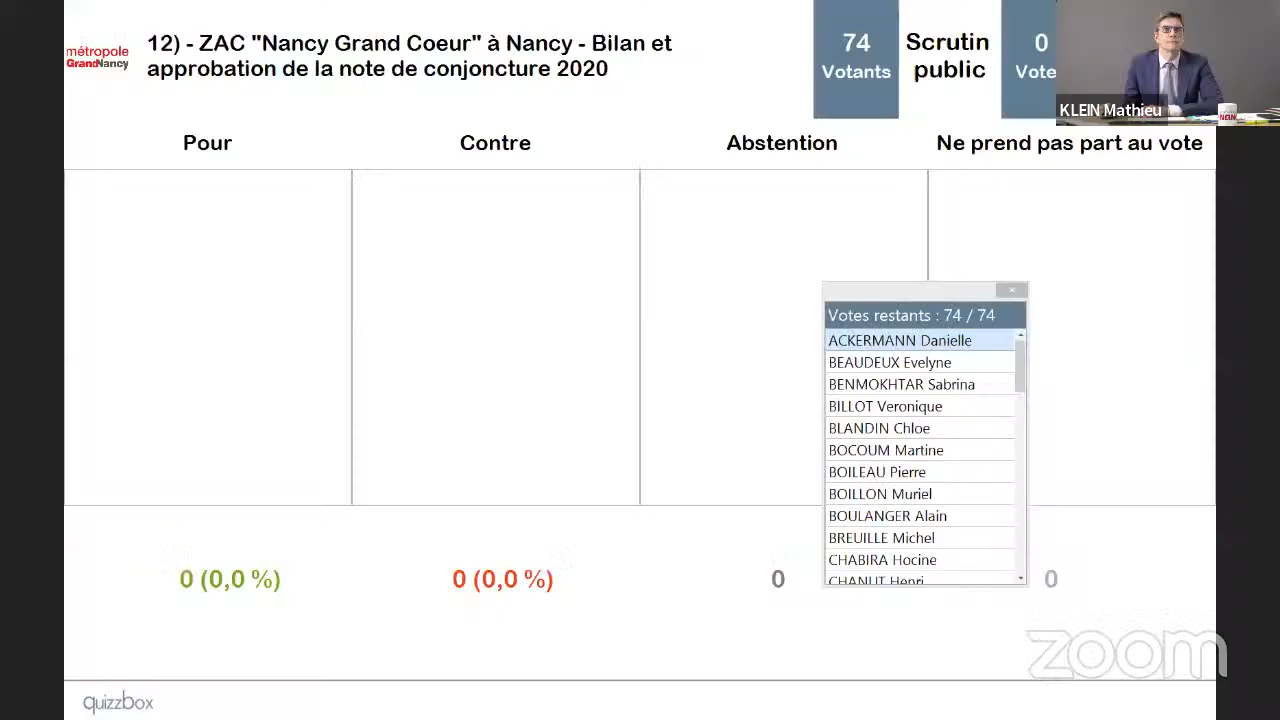 métropole
GrandNancy
12) - ZAC "Nancy Grand Coeur" à Nancy - Bilan et
approbation de la note de conjoncture 2020
74
Votants
Scrutin
public
0
Vote
KLEIN Mathieu
Pour
Contre
Abstention
Ne prend pas part au vote
Votes restants : 74 / 74
ACKERMANN Danielle
BEAUDEUX Evelyne
BENMOKHTAR Sabrina
BILLOT Veronique
BLANDIN Chloe
BOCOUM Martine
BOILEAU Pierre
BOILLON Muriel
BOULANGER Alain
BREUILLE Michel
CHABIRA Hocine
CHANUT Henri
0 (0,0 %)
0 (0,0 %)
0
0
zoom
quizzbox